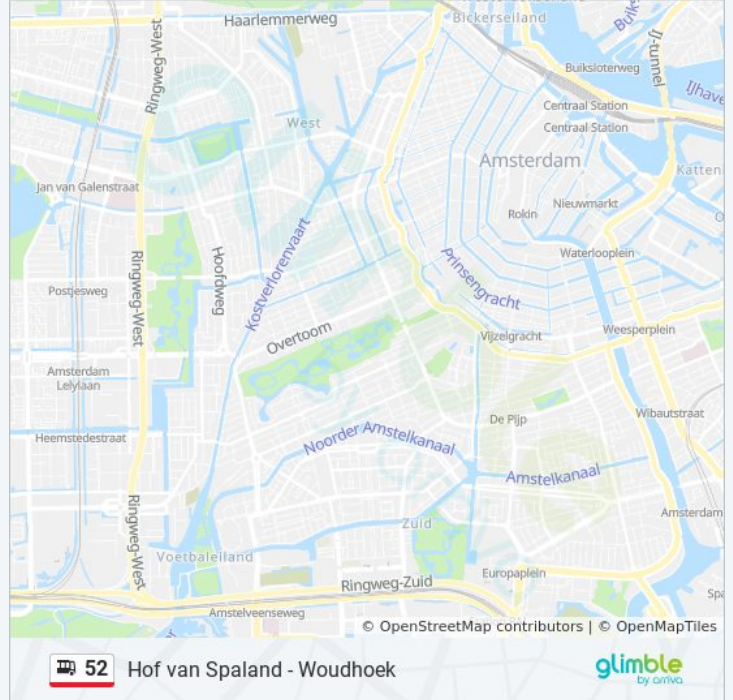 Haarlemmerweg
Bickerseiland
Buiks
IJ-tunnel
Ringweg-West
Buiksloterweg
IJhave
Centraal Station
Centraal Station
West
Amsterdam
Katten
Jan van Galenstraat
Nieuwmarkt
Rokin
O
Waterlooplein
Kostverlorenvaart
Hoofdweg
Prinsengracht
Ringweg-West
Postjesweg
Overtoom
Vijzelgracht
Weesperplein
Amsterdam
Lelylaan
Wibautstraat
De Pijp
Heemstedestraat
Noorder Amstelkanaal
Amstelkanaal
Ringweg-West
Amsterdam
Zuid
Voetbaleiland
Europaplein
Ringweg-Zuid
Spa
Amstelveenseweg
© OpenStreetMap contributors | © OpenMapTiles
52 Hof van Spaland - Woudhoek
glimble
by arriva